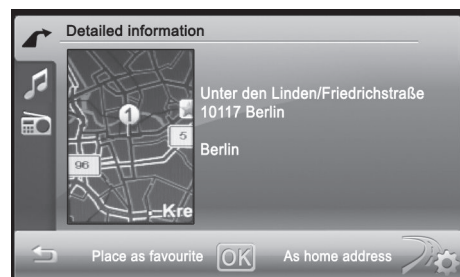 Detailed information
Unter den Linden/Friedrichstraße
10117 Berlin
Berlin
1
5
96
Kre
Place as favourite OK As home address